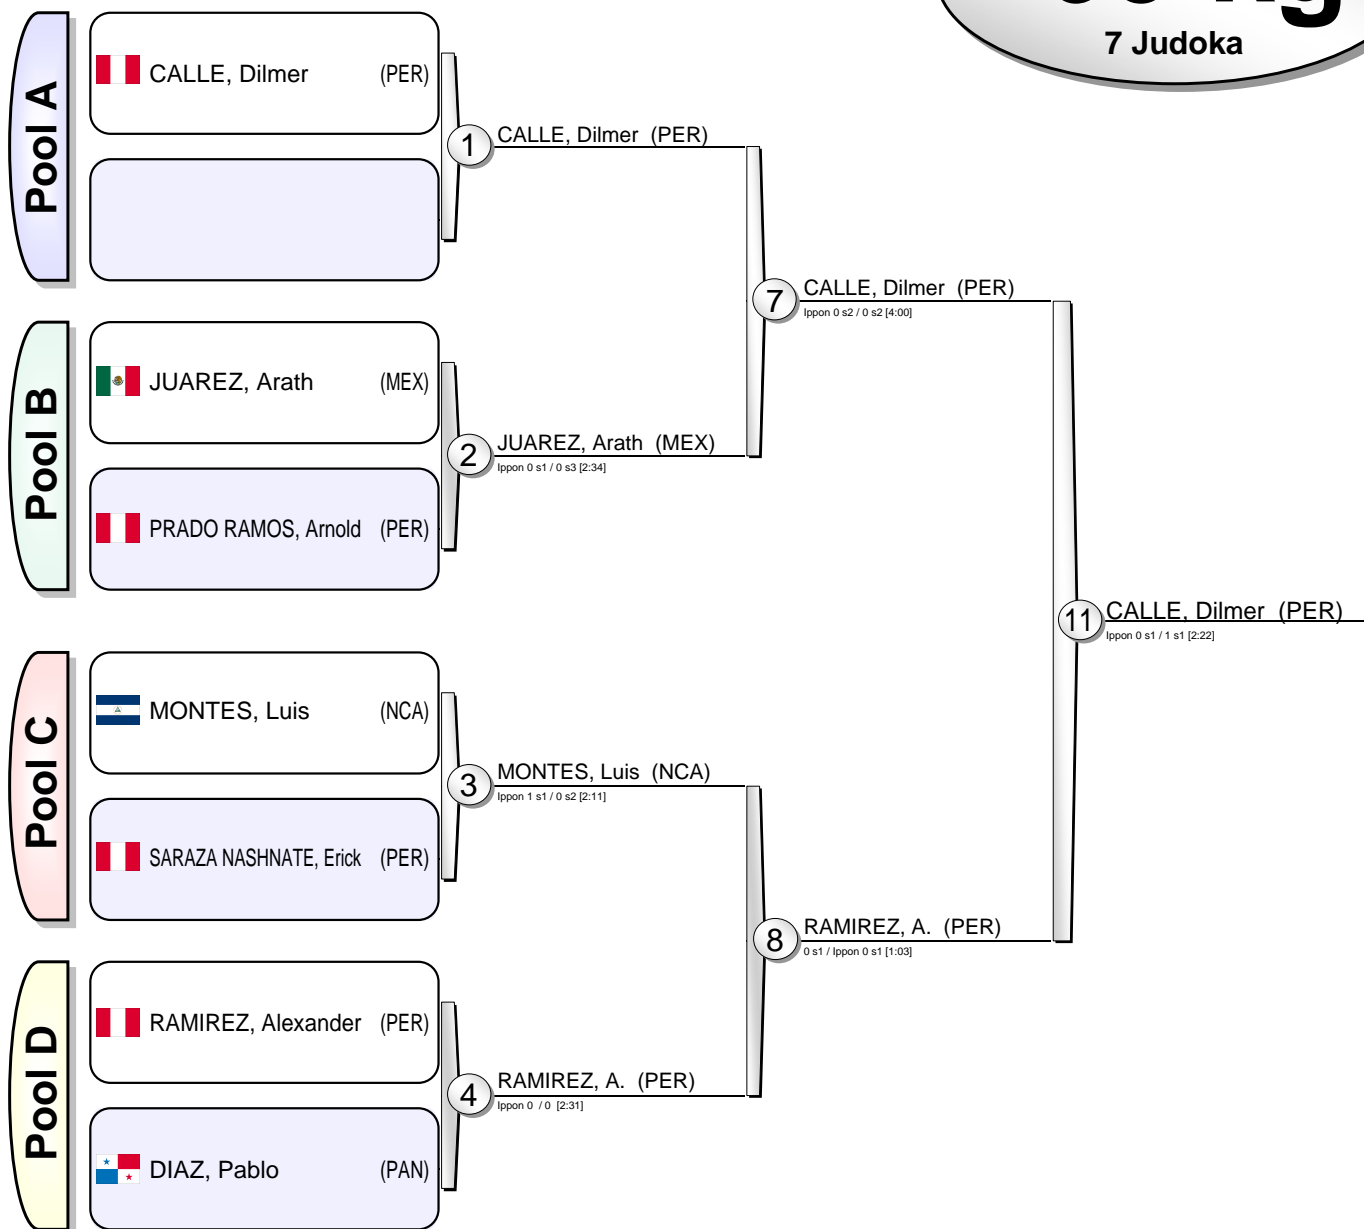 7 Judoka
Pool A
CALLE, Dilmer (PER)
1
CALLE, Dilmer (PER)
Pool B
JUAREZ, Arath (MEX)
PRADO RAMOS, Arnold (PER)
2
JUAREZ, Arath (MEX)
Ippon 0 s1 / 0 s3 [2:34]
7
CALLE, Dilmer (PER)
Ippon 0 s2 / 0 s2 [4:00]
Pool C
MONTES, Luis (NCA)
SARAZA NASHNATE, Erick (PER)
3
MONTES, Luis (NCA)
Ippon 1 s1 / 0 s2 [2:11]
Pool D
RAMIREZ, Alexander (PER)
DIAZ, Pablo (PAN)
4
RAMIREZ, A. (PER)
Ippon 0 / 0 [2:31]
8
RAMIREZ, A. (PER)
0 s1 / Ippon 0 s1 [1:03]
11
CALLE, Dilmer (PER)
Ippon 0 s1 / 1 s1 [2:22]